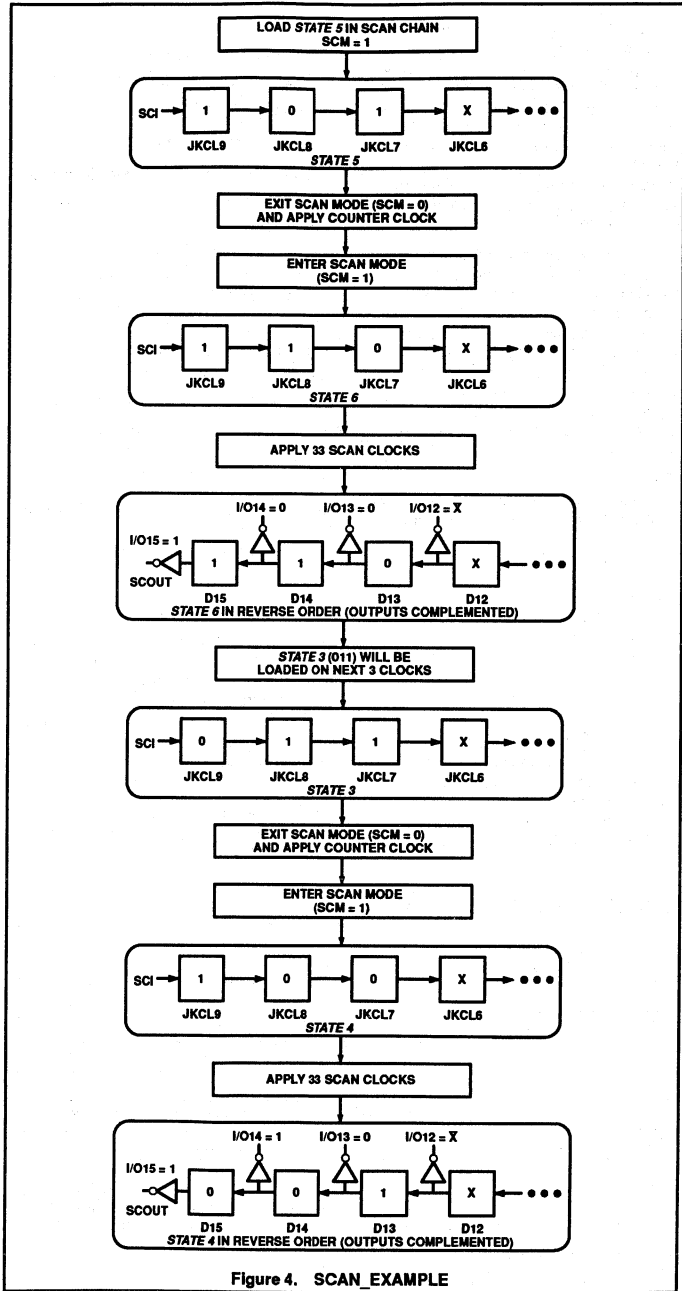 LOAD STATE 5 IN SCAN CHAIN
SCM = 1
SCI 1 0 1 X
JKCL9 JKCL8 JKCL7 JKCL6
STATE 5
EXIT SCAN MODE (SCM = 0)
AND APPLY COUNTER CLOCK
ENTER SCAN MODE
(SCM = 1)
SCI 1 1 0 X
JKCL9 JKCL8 JKCL7 JKCL6
STATE 6
APPLY 33 SCAN CLOCKS
I/O14 = 0 I/O13 = 0 I/O12 = X̅
I/O15 = 1
1 1 0 X
SCOUT
D15 D14 D13 D12
STATE 6 IN REVERSE ORDER (OUTPUTS COMPLEMENTED)
STATE 3 (011) WILL BE
LOADED ON NEXT 3 CLOCKS
SCI 0 1 1 X
JKCL9 JKCL8 JKCL7 JKCL6
STATE 3
EXIT SCAN MODE (SCM = 0)
AND APPLY COUNTER CLOCK
ENTER SCAN MODE
(SCM = 1)
SCI 1 0 0 X
JKCL9 JKCL8 JKCL7 JKCL6
STATE 4
APPLY 33 SCAN CLOCKS
I/O14 = 1 I/O13 = 0 I/O12 = X̅
I/O15 = 1
0 0 1 X
SCOUT
D15 D14 D13 D12
STATE 4 IN REVERSE ORDER (OUTPUTS COMPLEMENTED)
Figure 4. SCAN_EXAMPLE